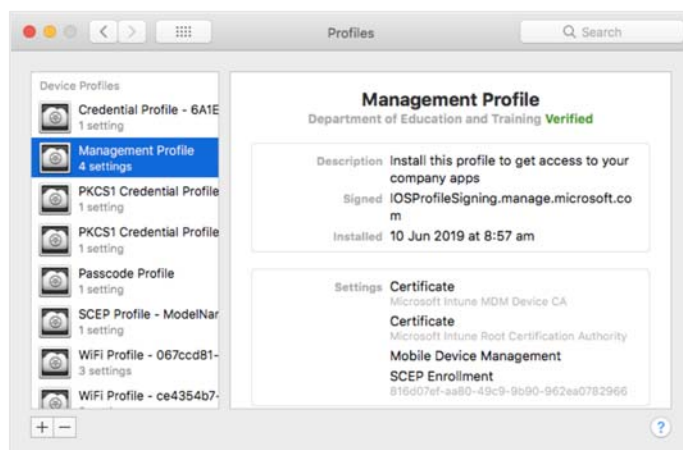 Profiles
Search
Device Profiles
Credential Profile - 6A1E
1 setting
Management Profile
4 settings
PKCS1 Credential Profile
1 setting
PKCS1 Credential Profile
1 setting
Passcode Profile
1 setting
SCEP Profile - ModelNar
1 setting
WiFi Profile - 067ccd81-
3 settings
WiFi Profile - ce4354b7-
+ −
Management Profile
Department of Education and Training Verified
Description Install this profile to get access to your
company apps
Signed IOSProfileSigning.manage.microsoft.co
m
Installed 10 Jun 2019 at 8:57 am
Settings Certificate
Microsoft Intune MDM Device CA
Certificate
Microsoft Intune Root Certification Authority
Mobile Device Management
SCEP Enrollment
816d07ef-aa80-49c9-9b90-962ea0782966
?